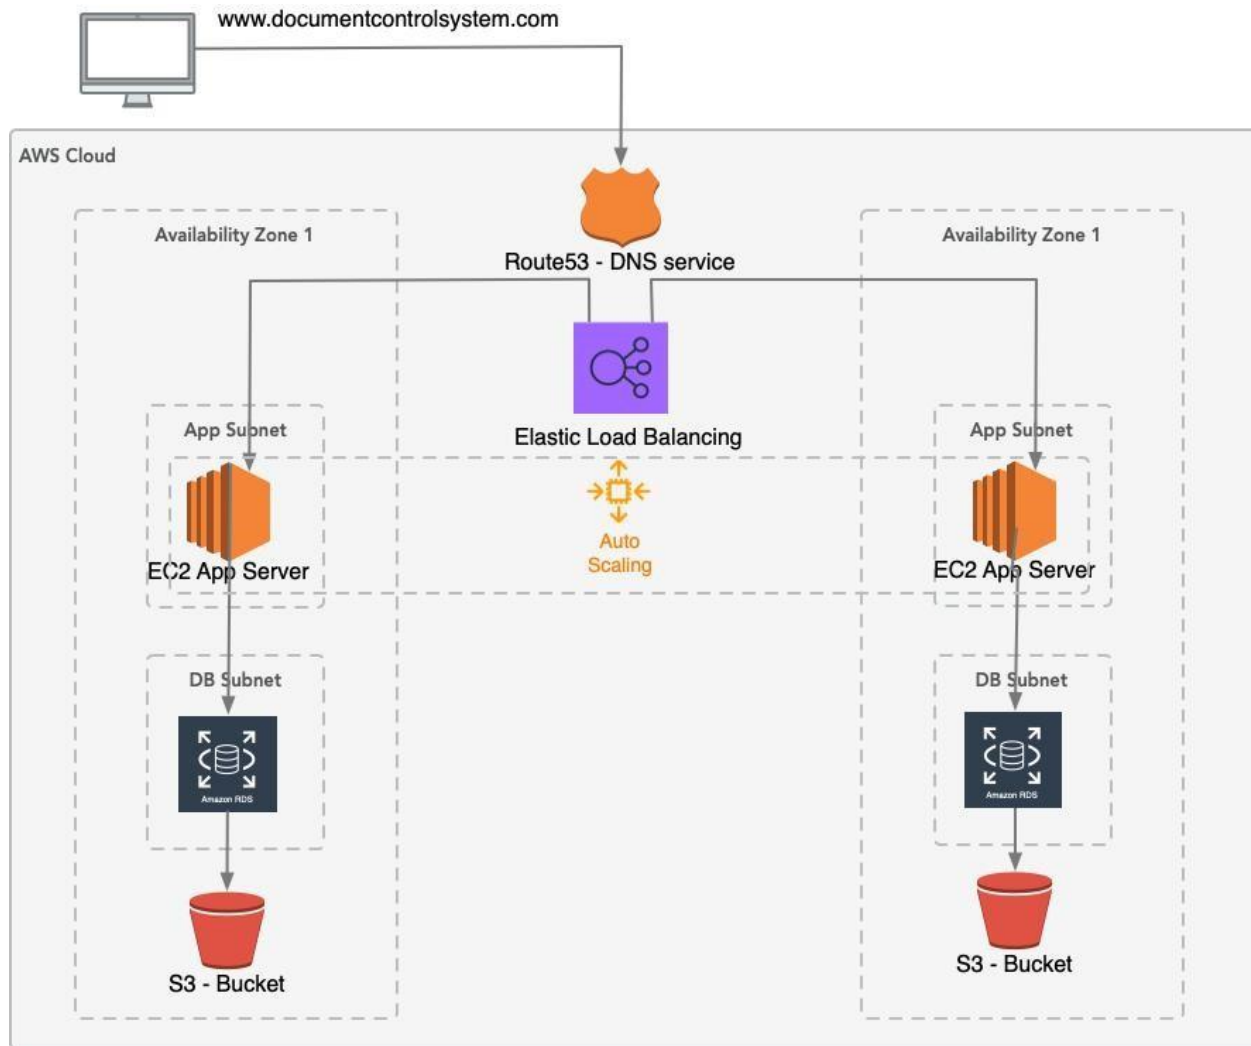 www.documentcontrolsystem.com
AWS Cloud
Availability Zone 1
Availability Zone 1
Route53 - DNS service
App Subnet
Elastic Load Balancing
App Subnet
Auto
Scaling
EC2 App Server
EC2 App Server
DB Subnet
DB Subnet
Amazon RDS
Amazon RDS
S3 - Bucket
S3 - Bucket